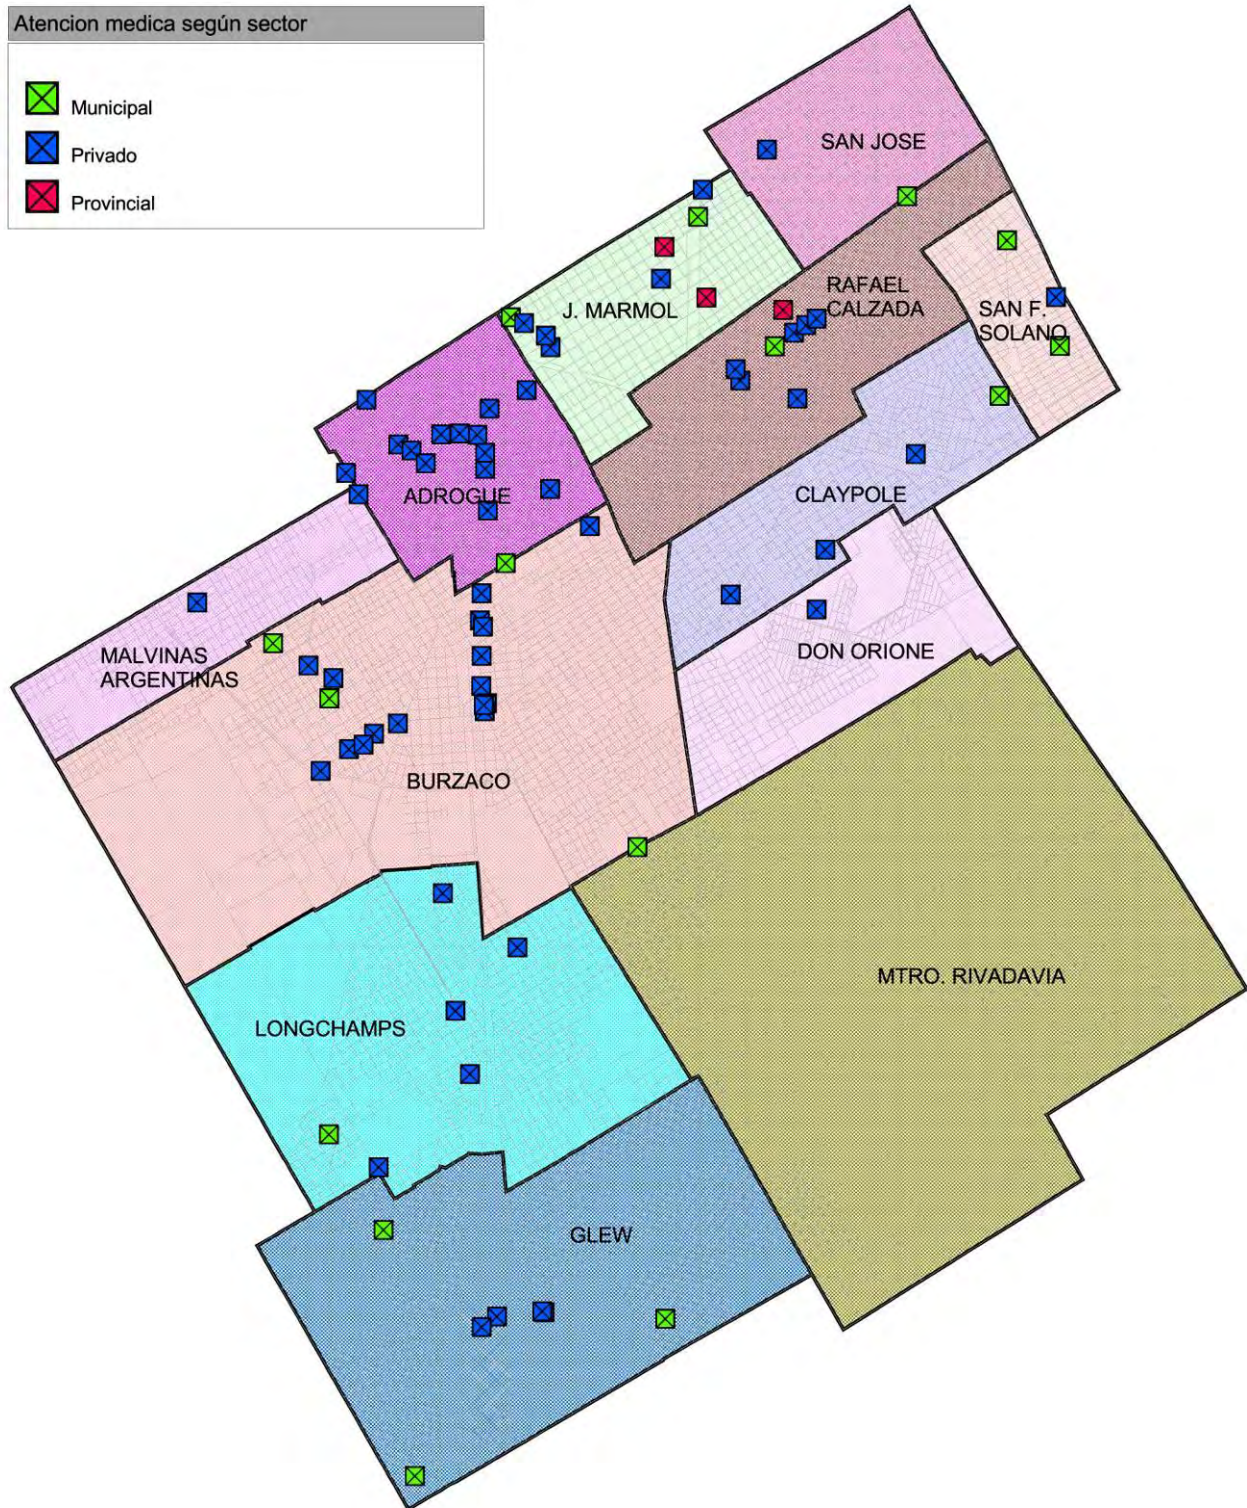 Atencion medica según sector
Municipal
Privado
Provincial
SAN JOSE
RAFAEL
CALZADA
J. MARMOL
SAN F.
SOLANO
ADROGUE
CLAYPOLE
MALVINAS
ARGENTINAS
DON ORIONE
BURZACO
MTRO. RIVADAVIA
LONGCHAMPS
GLEW